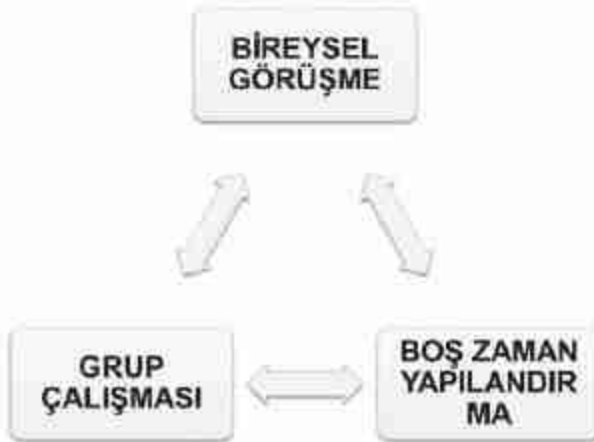 BİREYSEL
GÖRÜŞME
GRUP
ÇALIŞMASI
BOŞ ZAMAN
YAPILANDIR
MA